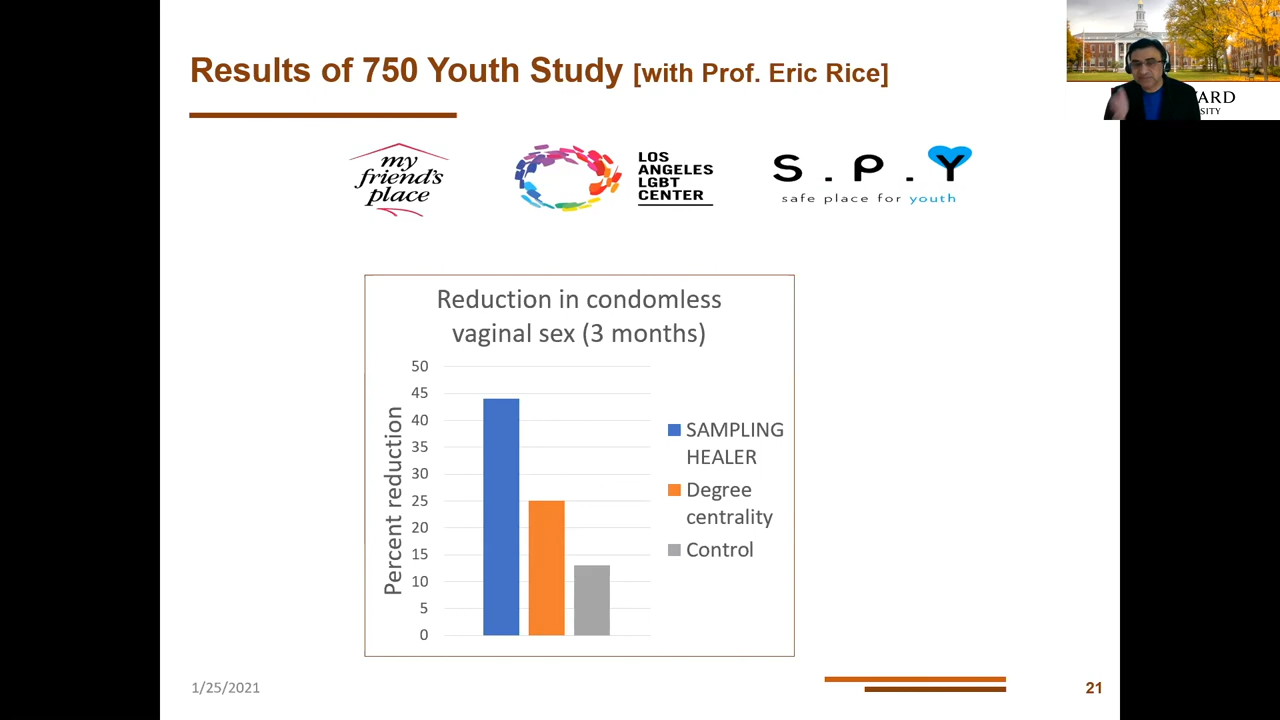 Results of 750 Youth Study [with Prof. Eric Rice]
my
friend's
place
LOS
ANGELES
LGBT
CENTER
S . P . Y
safe place for youth
Reduction in condomless
vaginal sex (3 months)
Percent reduction
50
45
40
35
30
25
20
15
10
5
0
SAMPLING
HEALER
Degree
centrality
Control
1/25/2021
21